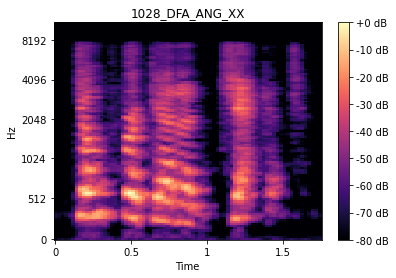 1028_DFA_ANG_XX
+0 dB
8192
-10 dB
4096
-20 dB
-30 dB
2048
-40 dB
Hz
1024
-50 dB
512
-60 dB
-70 dB
0
-80 dB
0 0.5 1 1.5
Time